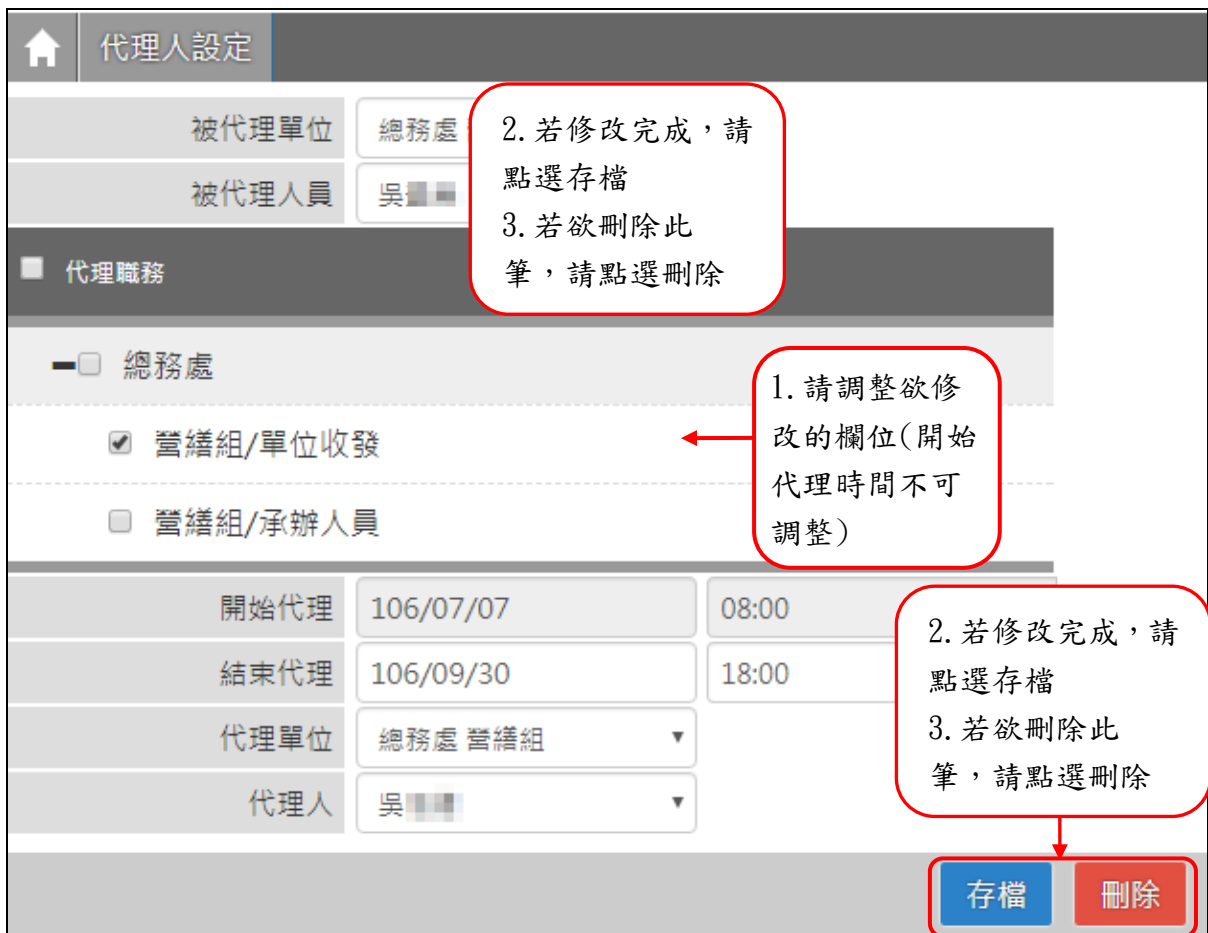 代理人設定
被代理單位
總務處
2.若修改完成，請
點選存檔
3.若欲刪除此
筆，請點選刪除
被代理人員
吳
代理職務
總務處
營繕組/單位收發
營繕組/承辦人員
1.請調整欲修
改的欄位(開始
代理時間不可
調整)
開始代理 106/07/07 08:00
結束代理 106/09/30 18:00
代理單位 總務處 營繕組
代理人 吳
2.若修改完成，請
點選存檔
3.若欲刪除此
筆，請點選刪除
存檔 刪除